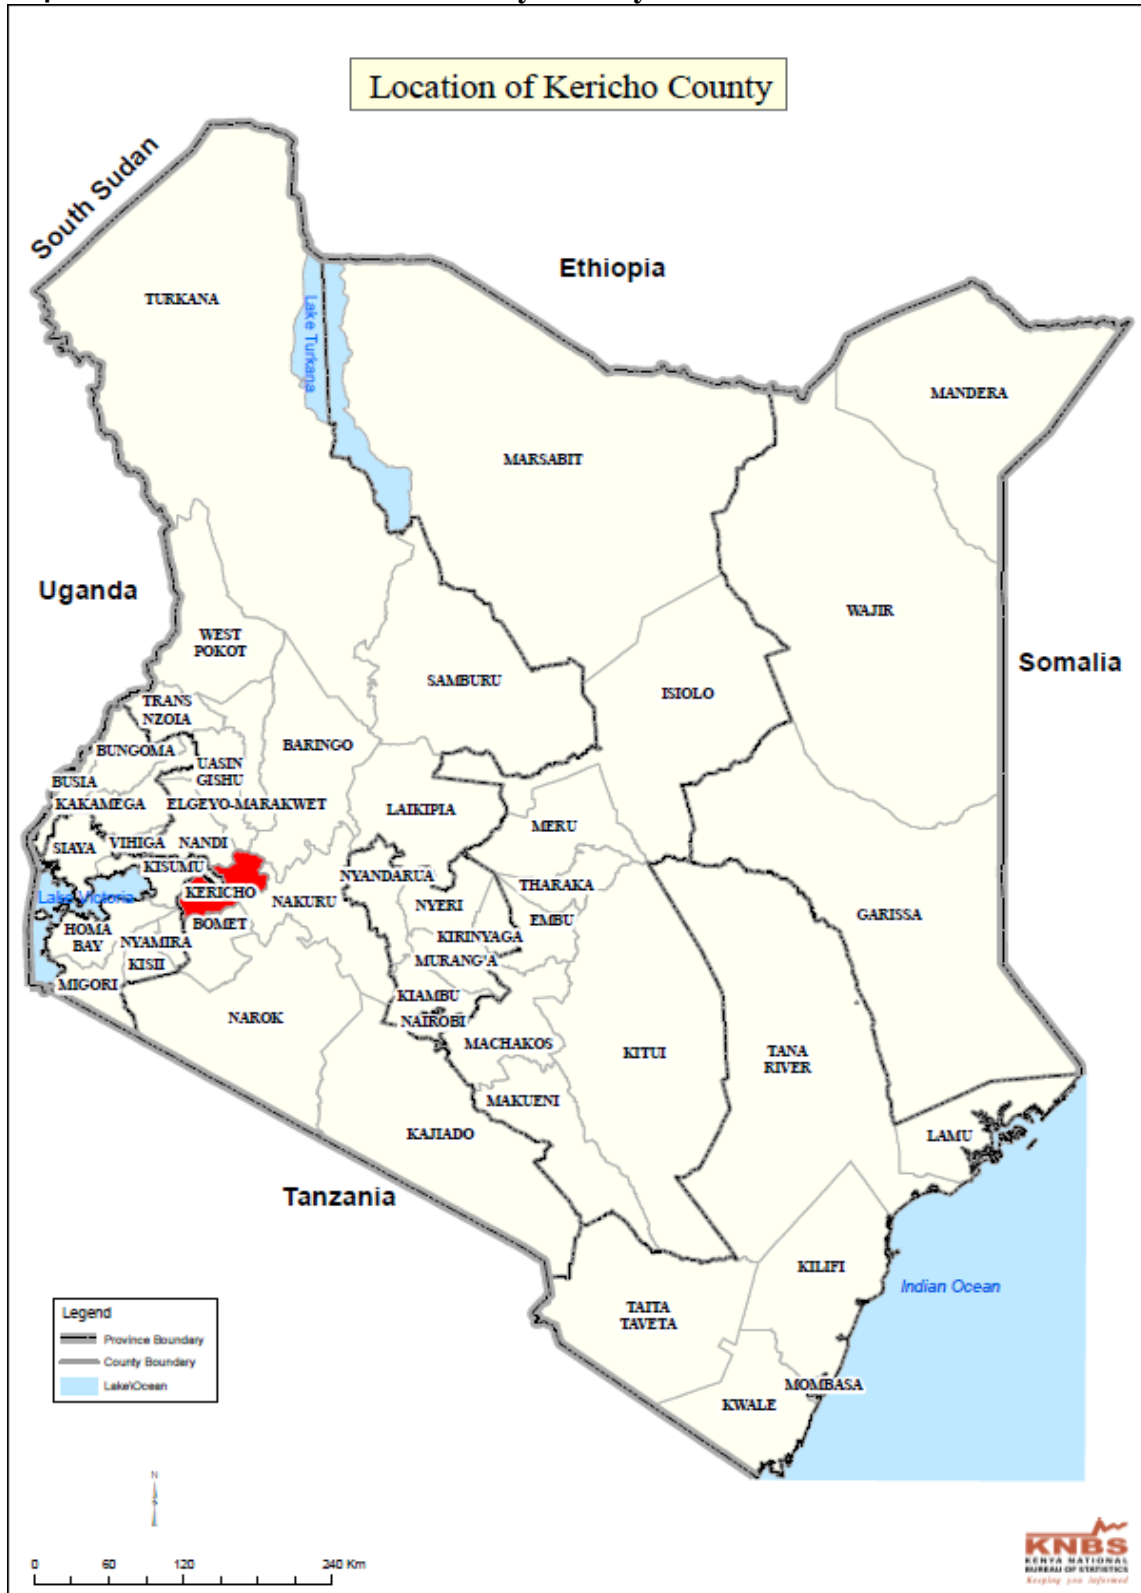 Location of Kericho County
South Sudan
Ethiopia
TURKANA
Lake Turkana
MANDERA
MARSABIT
Uganda
WAJIR
WEST
POKOT
Somalia
SAMBURU
ISIOLO
TRANS
NZOIA
BUNGOMA
BARINGO
UASIN
GISHU
BUSIA
KAKAMEGA
ELGEYO-MARAKWET
LAIKIPIA
MERU
SIAYA
VIHIGA
NANDI
KISUMU
NYANDARUA
THARAKA
Lake Victoria
KERICHO
NAKURU
NYERI
GARISSA
HOMA
BAY
BOMET
EMBU
NYAMIRA
KIRINYAGA
KISII
MURANG'A
MIGORI
KIAMBU
NAROK
NAIROBI
MACHAKOS
KITUI
TANA
RIVER
MAKUENI
KAJIADO
LAMU
Tanzania
KILIFI
Indian Ocean
TAITA
TAVETA
MOMBASA
KWALE
Legend
Province Boundary
County Boundary
Lake\Ocean
N
0 60 120 240 Km
KNBS
KENYA NATIONAL
BUREAU OF STATISTICS
Keeping you informed